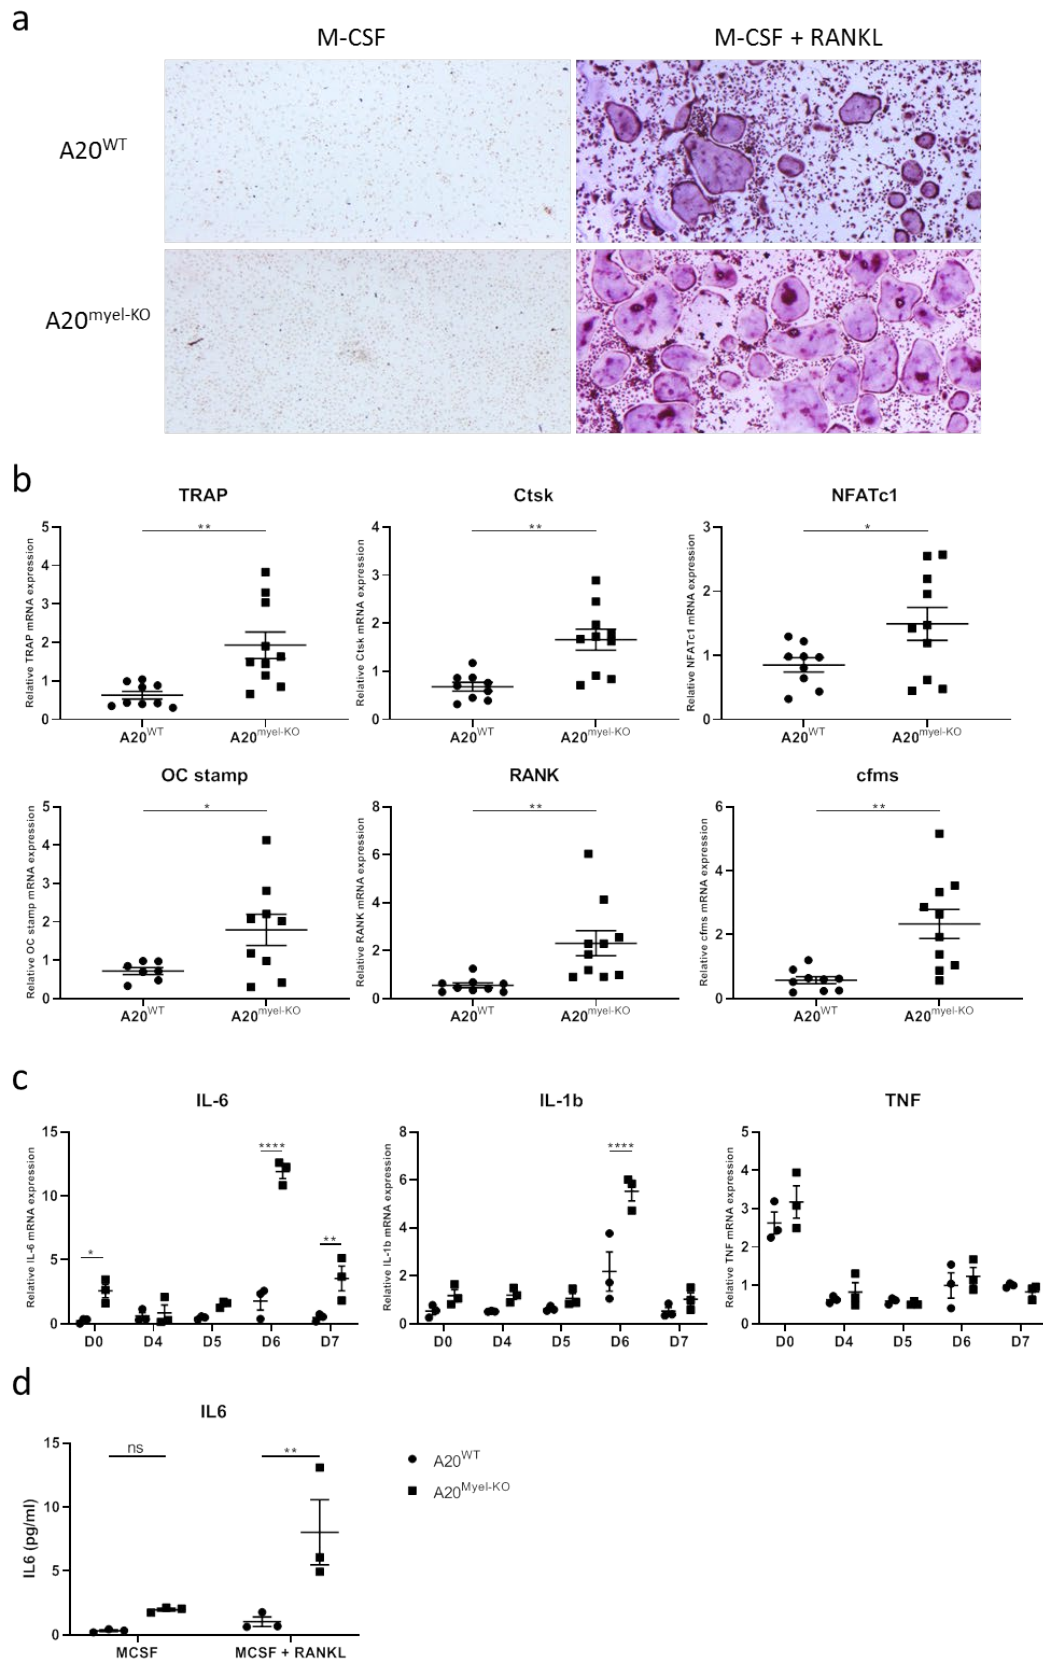 a
M-CSF
M-CSF + RANKL
A20WT
A20myel-KO
b
TRAP
Ctsk
NFATc1
Relative TRAP mRNA expression
5
4
3
2
1
0
**
A20WT
A20myel-KO
Relative Ctsk mRNA expression
4
3
2
1
0
**
A20WT
A20myel-KO
Relative NFATc1 mRNA expression
3
2
1
0
*
A20WT
A20myel-KO
OC stamp
RANK
cfms
Relative OC stamp mRNA expression
5
4
3
2
1
0
*
A20WT
A20myel-KO
Relative RANK mRNA expression
8
6
4
2
0
**
A20WT
A20myel-KO
Relative cfms mRNA expression
6
4
2
0
**
A20WT
A20myel-KO
c
IL-6
IL-1b
TNF
Relative IL-6 mRNA expression
15
10
5
0
*
****
**
D0
D4
D5
D6
D7
Relative IL-1b mRNA expression
8
6
4
2
0
****
D0
D4
D5
D6
D7
Relative TNF mRNA expression
5
4
3
2
1
0
D0
D4
D5
D6
D7
d
IL6
IL6 (pg/ml)
15
10
5
0
ns
**
MCSF
MCSF + RANKL
A20WT
A20Myel-KO